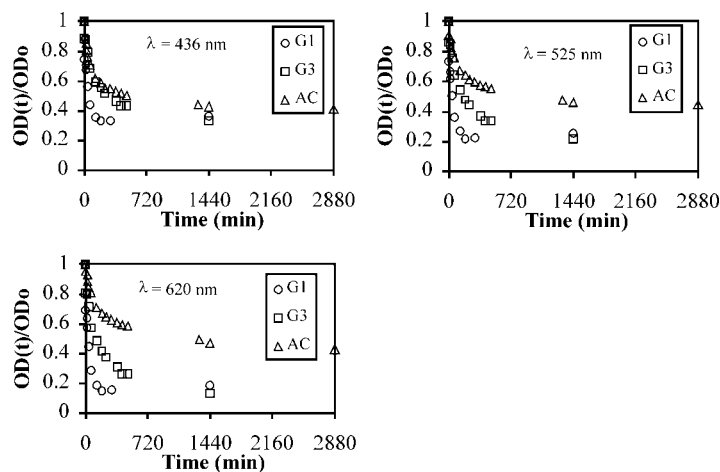 OD(t)/ODo
1
0.8
0.6
0.4
0.2
0
λ = 436 nm
G1
G3
AC
0 720 1440 2160 2880
Time (min)
OD(t)/ODo
1
0.8
0.6
0.4
0.2
0
λ = 525 nm
G1
G3
AC
0 720 1440 2160 2880
Time (min)
OD(t)/ODo
1
0.8
0.6
0.4
0.2
0
λ = 620 nm
G1
G3
AC
0 720 1440 2160 2880
Time (min)